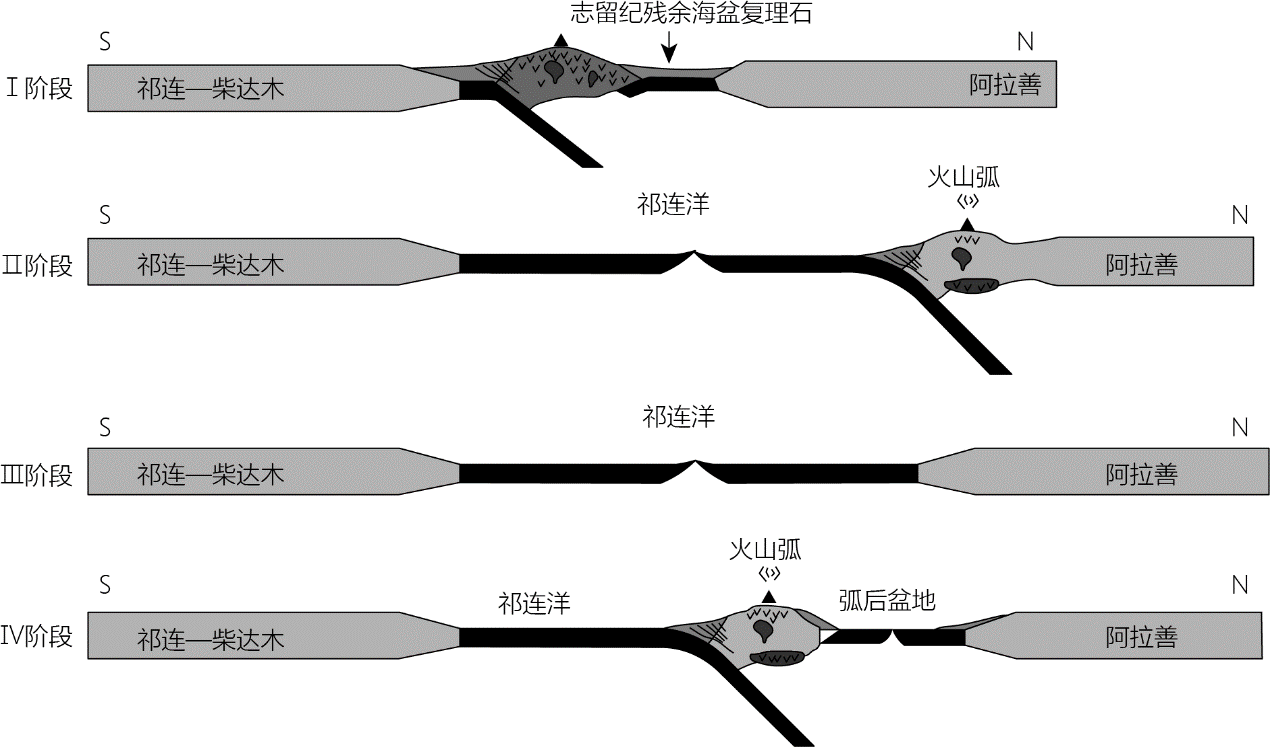 志留纪残余海盆复理石
S
N
Ⅰ阶段
祁连—柴达木
阿拉善
火山弧
S
祁连洋
N
Ⅱ阶段
祁连—柴达木
阿拉善
祁连洋
S
N
Ⅲ阶段
祁连—柴达木
阿拉善
火山弧
S
祁连洋
弧后盆地
N
Ⅳ阶段
祁连—柴达木
阿拉善